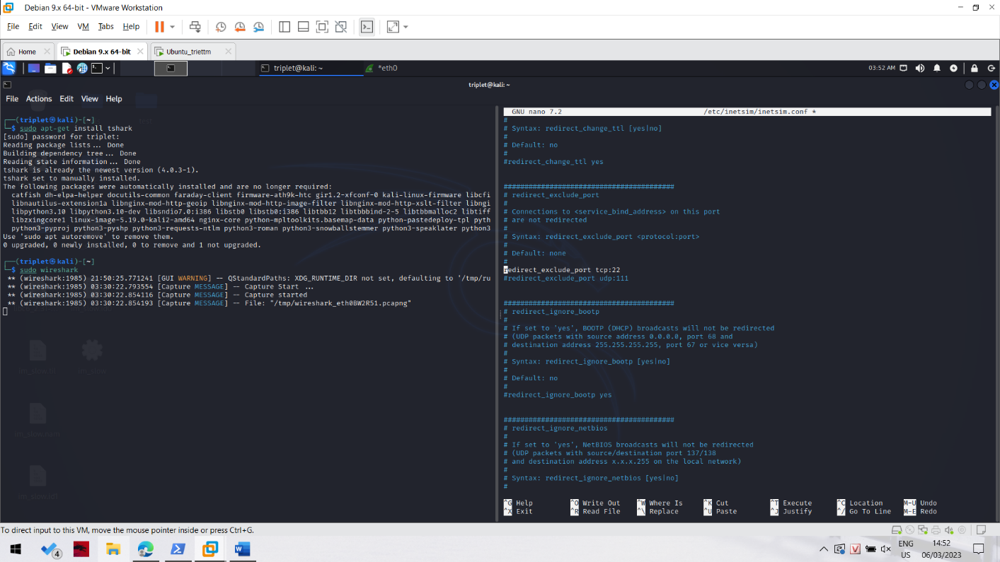 Debian 9.x 64-bit - VMware Workstation
File Edit View VM Tabs Help
Home Debian 9.x 64-bit Ubuntu_triettm
triplet@kali: ~ *eth0 03:52 AM
triplet@kali: ~
File Actions Edit View Help
┌──(triplet㉿kali)-[~]
└─$ sudo apt-get install tshark
[sudo] password for triplet:
Reading package lists... Done
Building dependency tree... Done
Reading state information... Done
tshark is already the newest version (4.0.3-1).
tshark set to manually installed.
The following packages were automatically installed and are no longer required:
catfish dh-elpa-helper docutils-common faraday-client firmware-ath9k-htc gir1.2-xfconf-0 kali-linux-firmware libcfi
libnautilus-extension1a libnginx-mod-http-geoip libnginx-mod-http-image-filter libnginx-mod-http-xslt-filter libngi
libpython3.10 libpython3.10-dev libsndio7.0:i386 libstb0 libstb0:i386 libtbb12 libtbbbind-2-5 libtbbmalloc2 libtiff
libzxingcore1 linux-image-5.19.0-kali2-amd64 nginx-core python-mpltoolkits.basemap-data python-pastedeploy-tpl pyth
python3-pyproj python3-pyshp python3-requests-ntlm python3-roman python3-snowballstemmer python3-speaklater python3
Use 'sudo apt autoremove' to remove them.
0 upgraded, 0 newly installed, 0 to remove and 1 not upgraded.
┌──(triplet㉿kali)-[~]
└─$ sudo wireshark
** (wireshark:1985) 21:50:25.771241 [GUI WARNING] -- QStandardPaths: XDG_RUNTIME_DIR not set, defaulting to '/tmp/ru
** (wireshark:1985) 03:30:22.793554 [Capture MESSAGE] -- Capture Start ...
** (wireshark:1985) 03:30:22.854116 [Capture MESSAGE] -- Capture started
** (wireshark:1985) 03:30:22.854193 [Capture MESSAGE] -- File: "/tmp/wireshark_eth0BW2R51.pcapng"
GNU nano 7.2 /etc/inetsim/inetsim.conf *
#
# Syntax: redirect_change_ttl [yes|no]
#
# Default: no
#
#redirect_change_ttl yes
#########################################
# redirect_exclude_port
#
# Connections to <service_bind_address> on this port
# are not redirected
#
# Syntax: redirect_exclude_port <protocol:port>
#
# Default: none
#
redirect_exclude_port tcp:22
#redirect_exclude_port udp:111
#########################################
# redirect_ignore_bootp
#
# If set to 'yes', BOOTP (DHCP) broadcasts will not be redirected
# (UDP packets with source address 0.0.0.0, port 68 and
# destination address 255.255.255.255, port 67 or vice versa)
#
# Syntax: redirect_ignore_bootp [yes|no]
#
# Default: no
#
#redirect_ignore_bootp yes
#########################################
# redirect_ignore_netbios
#
# If set to 'yes', NetBIOS broadcasts will not be redirected
# (UDP packets with source/destination port 137/138
# and destination address x.x.x.255 on the local network)
#
# Syntax: redirect_ignore_netbios [yes|no]
#
^G Help ^O Write Out ^W Where Is ^K Cut ^T Execute ^C Location M-U Undo
^X Exit ^R Read File ^\ Replace ^U Paste ^J Justify ^/ Go To Line M-E Redo
To direct input to this VM, move the mouse pointer inside or press Ctrl+G.
4
ENG
US
14:52
06/03/2023